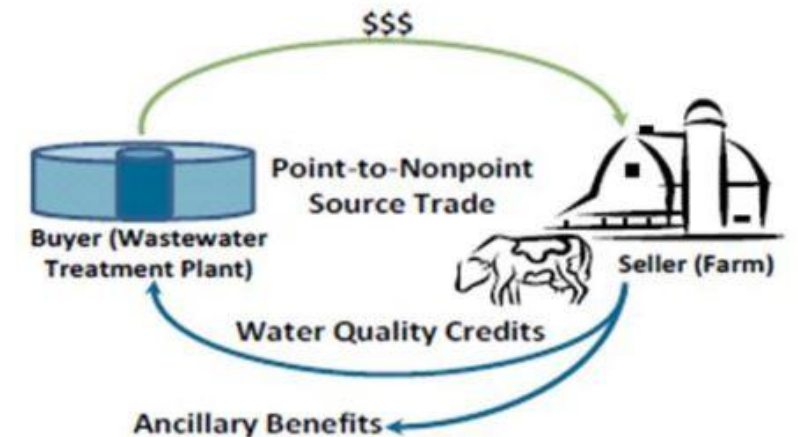 $$$
Point-to-Nonpoint
Source Trade
Buyer (Wastewater
Treatment Plant)
Seller (Farm)
Water Quality Credits
Ancillary Benefits